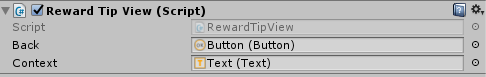 Reward Tip View (Script)
Script RewardTipView
Back Button (Button)
Context Text (Text)